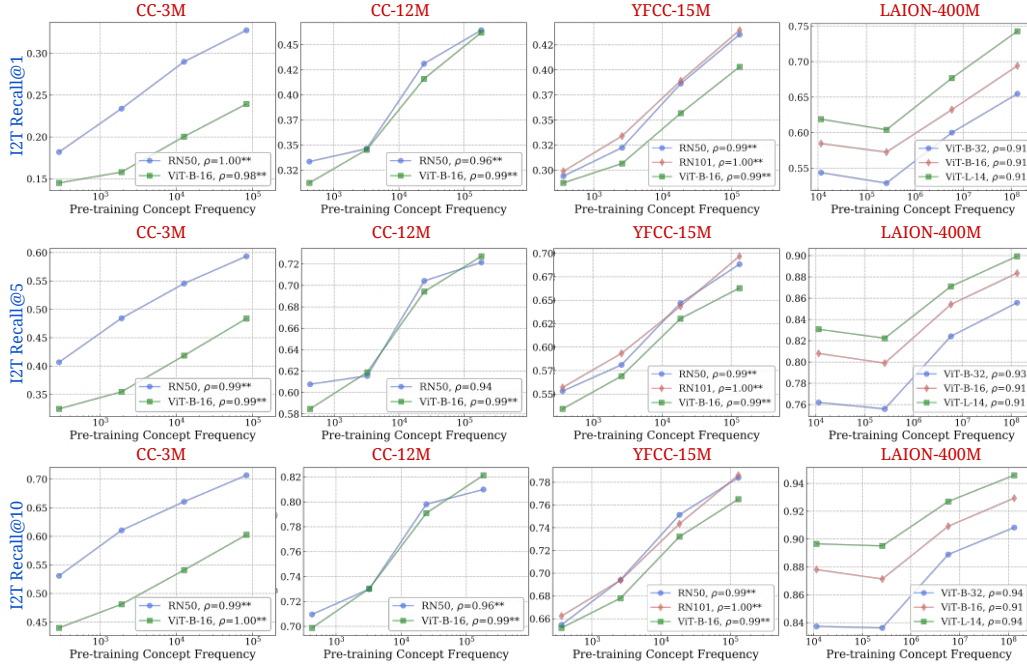 CC-3M
CC-12M
YFCC-15M
LAION-400M
I2T Recall@1
0.30
0.25
0.20
0.15
RN50, ρ=1.00**
ViT-B-16, ρ=0.98**
10³
10⁴
10⁵
Pre-training Concept Frequency
0.45
0.42
0.40
0.38
0.35
0.32
RN50, ρ=0.96**
ViT-B-16, ρ=0.99**
10³
10⁴
10⁵
Pre-training Concept Frequency
0.42
0.40
0.38
0.35
0.32
0.30
RN50, ρ=0.99**
RN101, ρ=1.00**
ViT-B-16, ρ=0.99**
10³
10⁴
10⁵
Pre-training Concept Frequency
0.75
0.70
0.65
0.60
0.55
ViT-B-32, ρ=0.91
ViT-B-16, ρ=0.91
ViT-L-14, ρ=0.91
10⁴
10⁵
10⁶
10⁷
10⁸
Pre-training Concept Frequency
CC-3M
CC-12M
YFCC-15M
LAION-400M
I2T Recall@5
0.60
0.55
0.50
0.45
0.40
0.35
RN50, ρ=0.99**
ViT-B-16, ρ=0.99**
10³
10⁴
10⁵
Pre-training Concept Frequency
0.72
0.70
0.68
0.66
0.64
0.62
0.60
0.58
RN50, ρ=0.94
ViT-B-16, ρ=0.99**
10³
10⁴
10⁵
Pre-training Concept Frequency
0.70
0.67
0.65
0.62
0.60
0.57
0.55
RN50, ρ=0.99**
RN101, ρ=1.00**
ViT-B-16, ρ=0.99**
10³
10⁴
10⁵
Pre-training Concept Frequency
0.90
0.88
0.86
0.84
0.82
0.80
0.78
0.76
ViT-B-32, ρ=0.93
ViT-B-16, ρ=0.91
ViT-L-14, ρ=0.91
10⁴
10⁵
10⁶
10⁷
10⁸
Pre-training Concept Frequency
CC-3M
CC-12M
YFCC-15M
LAION-400M
I2T Recall@10
0.70
0.65
0.60
0.55
0.50
0.45
RN50, ρ=0.99**
ViT-B-16, ρ=1.00**
10³
10⁴
10⁵
Pre-training Concept Frequency
0.82
0.80
0.78
0.76
0.74
0.72
0.70
RN50, ρ=0.96**
ViT-B-16, ρ=0.99**
10³
10⁴
10⁵
Pre-training Concept Frequency
0.78
0.76
0.74
0.72
0.70
0.68
0.66
RN50, ρ=0.99**
RN101, ρ=1.00**
ViT-B-16, ρ=0.99**
10³
10⁴
10⁵
Pre-training Concept Frequency
0.94
0.92
0.90
0.88
0.86
0.84
ViT-B-32, ρ=0.94
ViT-B-16, ρ=0.91
ViT-L-14, ρ=0.94
10⁴
10⁵
10⁶
10⁷
10⁸
Pre-training Concept Frequency